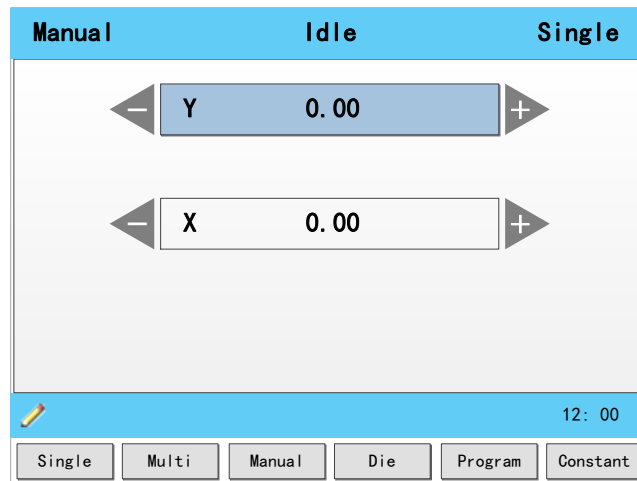 Manual Idle Single
− Y 0.00 +
− X 0.00 +
12: 00
Single Multi Manual Die Program Constant